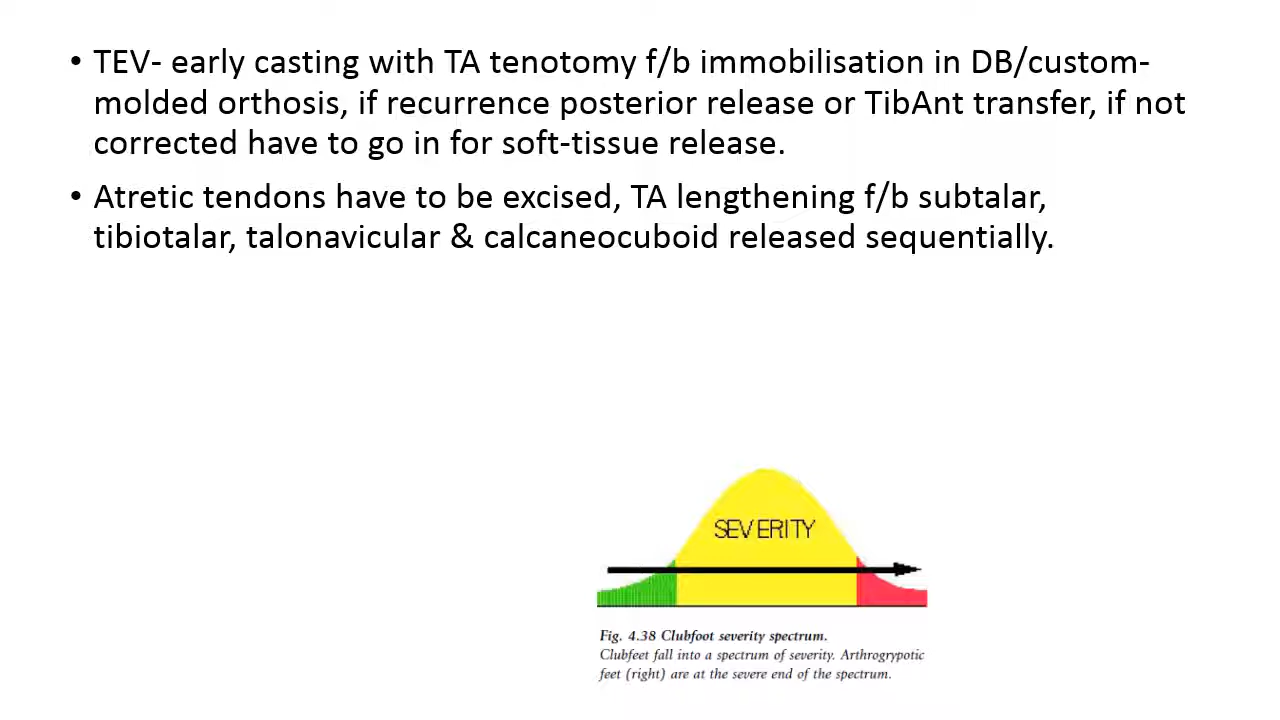 • TEV- early casting with TA tenotomy f/b immobilisation in DB/custom-
molded orthosis, if recurrence posterior release or TibAnt transfer, if not
corrected have to go in for soft-tissue release.
• Atretic tendons have to be excised, TA lengthening f/b subtalar,
tibiotalar, talonavicular & calcaneocuboid released sequentially.
SEVERITY
Fig. 4.38 Clubfoot severity spectrum.
Clubfeet fall into a spectrum of severity. Arthrogrypotic
feet (right) are at the severe end of the spectrum.